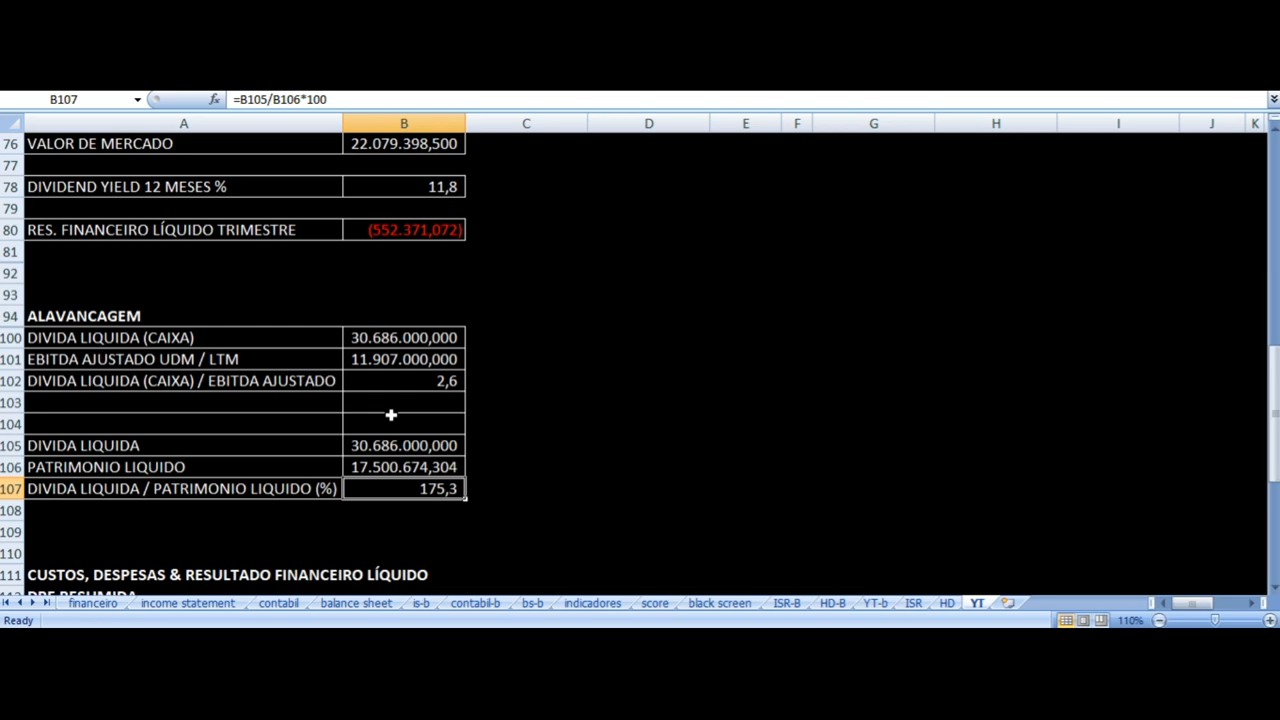 B107 fx =B105/B106*100
A B C D E F G H I J K
76 VALOR DE MERCADO 22.079.398,500
77
78 DIVIDEND YIELD 12 MESES % 11,8
79
80 RES. FINANCEIRO LÍQUIDO TRIMESTRE (552.371,072)
81
92
93
94 ALAVANCAGEM
100 DIVIDA LIQUIDA (CAIXA) 30.686.000,000
101 EBITDA AJUSTADO UDM / LTM 11.907.000,000
102 DIVIDA LIQUIDA (CAIXA) / EBITDA AJUSTADO 2,6
103
104
105 DIVIDA LIQUIDA 30.686.000,000
106 PATRIMONIO LIQUIDO 17.500.674,304
107 DIVIDA LIQUIDA / PATRIMONIO LIQUIDO (%) 175,3
108
109
110
111 CUSTOS, DESPESAS & RESULTADO FINANCEIRO LÍQUIDO
DRE RESUMIDA
financeiro income statement contabil balance sheet is-b contabil-b bs-b indicadores score black screen ISR-B HD-B YT-b ISR HD YT
Ready 110%